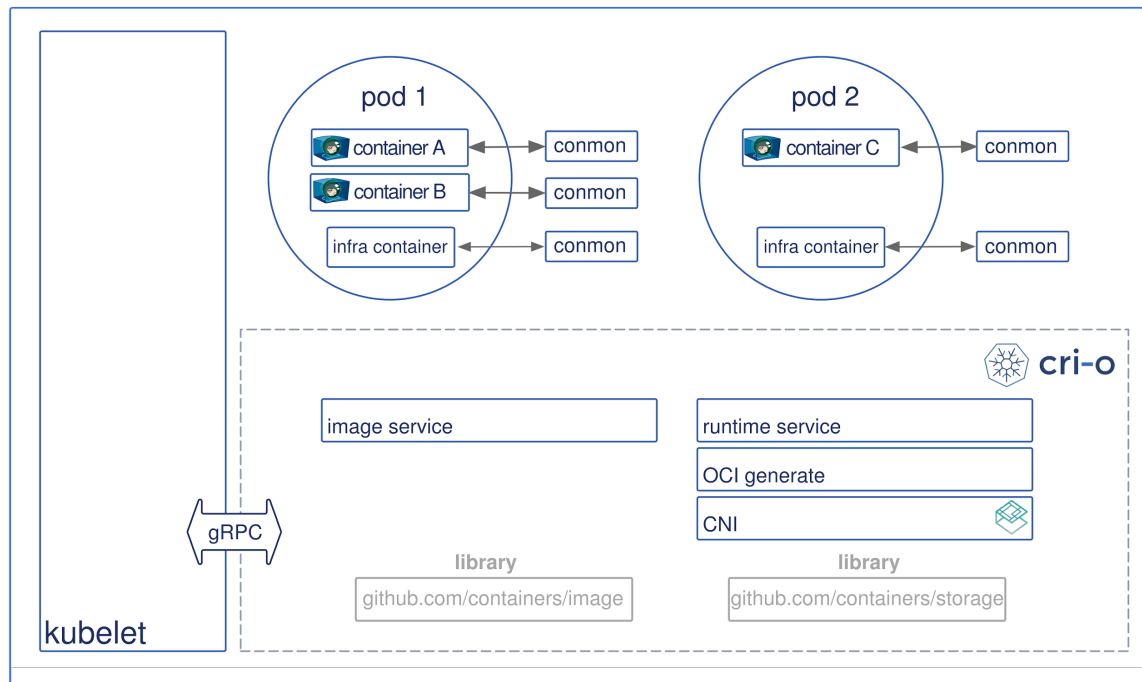 pod 1
container A
conmon
container B
conmon
infra container
conmon
pod 2
container C
conmon
infra container
conmon
cri-o
image service
runtime service
OCI generate
CNI
gRPC
library
github.com/containers/image
library
github.com/containers/storage
kubelet